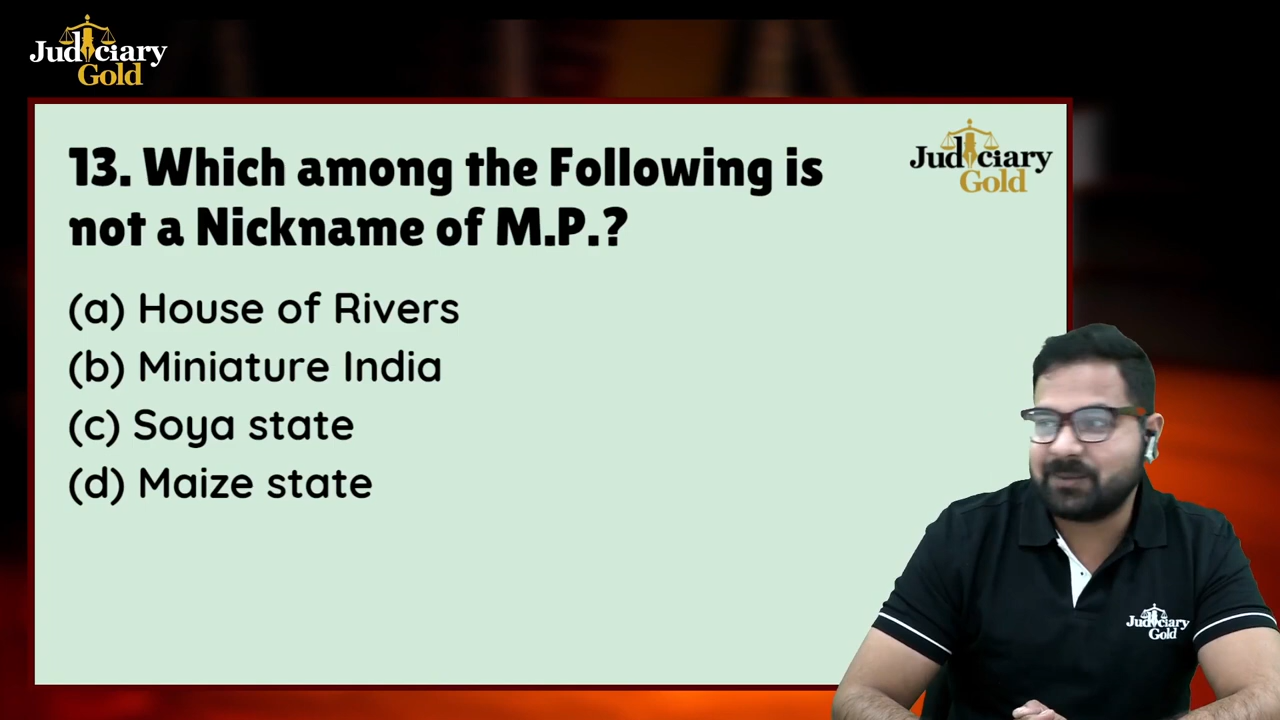 Judiciary
Gold
Judiciary
Gold
13. Which among the Following is
not a Nickname of M.P.?
(a) House of Rivers
(b) Miniature India
(c) Soya state
(d) Maize state
Judiciary
Gold